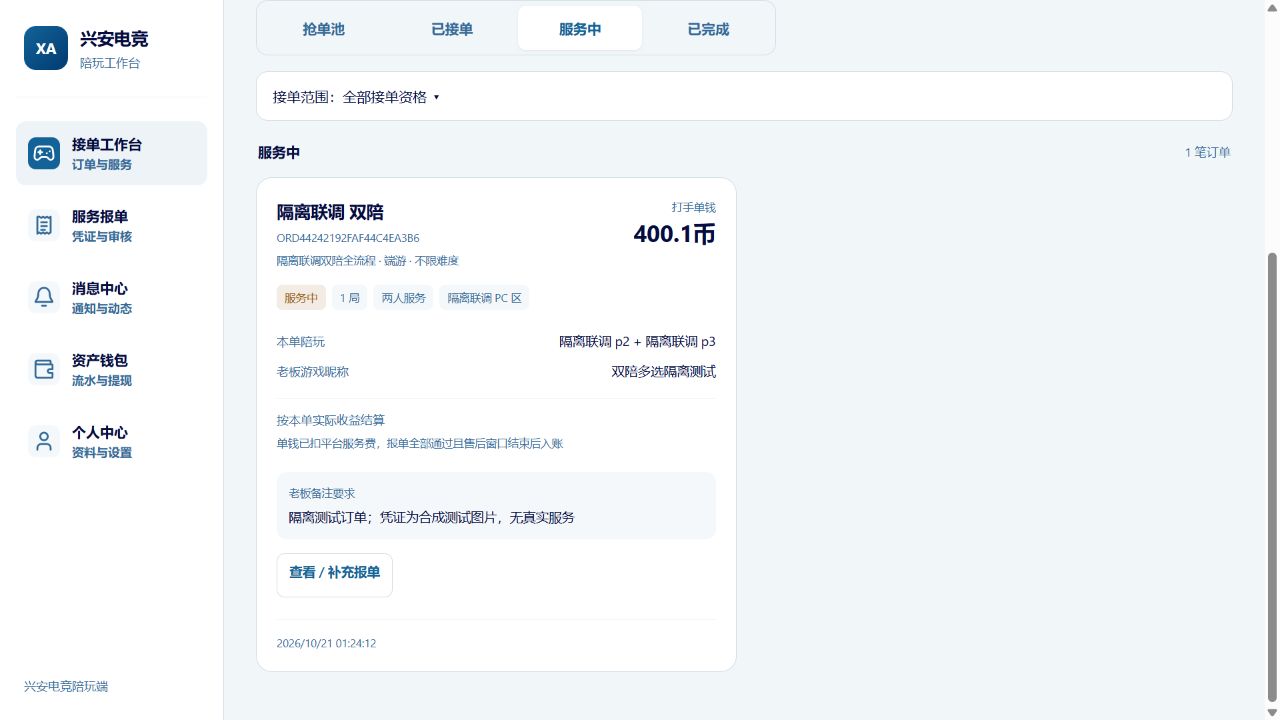 XA
兴安电竞
陪玩工作台
接单工作台
订单与服务
服务报单
凭证与审核
消息中心
通知与动态
资产钱包
流水与提现
个人中心
资料与设置
兴安电竞陪玩端
抢单池 已接单 服务中 已完成
接单范围：全部接单资格 ▾
服务中 1 笔订单
隔离联调 双陪
打手单钱
400.1币
ORD44242192FAF44C4EA3B6
隔离联调双陪全流程 · 端游 · 不限难度
服务中 1 局 两人服务 隔离联调 PC 区
本单陪玩 隔离联调 p2 + 隔离联调 p3
老板游戏昵称 双陪多选隔离测试
按本单实际收益结算
单钱已扣平台服务费，报单全部通过且售后窗口结束后入账
老板备注要求
隔离测试订单；凭证为合成测试图片，无真实服务
查看 / 补充报单
2026/10/21 01:24:12